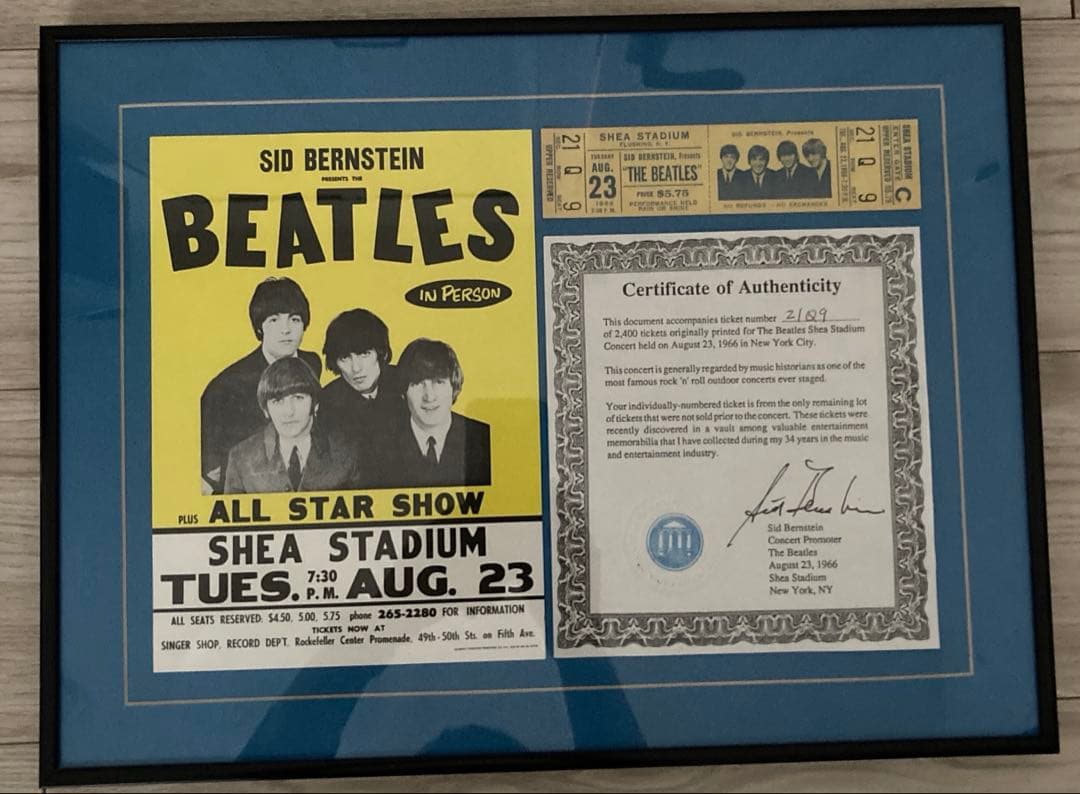 SID BERNSTEIN
PRESENTS THE
BEATLES
IN PERSON
PLUS ALL STAR SHOW
SHEA STADIUM
TUES. 7:30 P.M. AUG. 23
ALL SEATS RESERVED: $4.50, 5.00, 5.75 phone 265-2280 FOR INFORMATION
TICKETS NOW AT
SINGER SHOP, RECORD DEPT. Rockefeller Center Promenade, 49th-50th Sts. on Fifth Ave.
21 Q 9
UPPER RESERVED
SHEA STADIUM
FLUSHING, N. Y.
TUESDAY
AUG.
23
1966
7:30 P.M.
SID BERNSTEIN, Presents
"THE BEATLES"
PRICE $5.75
PERFORMANCE HELD
RAIN OR SHINE
SID BERNSTEIN, Presents
NO REFUNDS - NO EXCHANGES
21 Q 9
SHEA STADIUM
ENTER GATE
C
Certificate of Authenticity
This document accompanies ticket number 21Q9
of 2,400 tickets originally printed for The Beatles Shea Stadium
Concert held on August 23, 1966 in New York City.
This concert is generally regarded by music historians as one of the
most famous rock 'n' roll outdoor concerts ever staged.
Your individually-numbered ticket is from the only remaining lot
of tickets that were not sold prior to the concert. These tickets were
recently discovered in a vault among valuable entertainment
memorabilia that I have collected during my 34 years in the music
and entertainment industry.
Sid Bernstein
Sid Bernstein
Concert Promoter
The Beatles
August 23, 1966
Shea Stadium
New York, NY